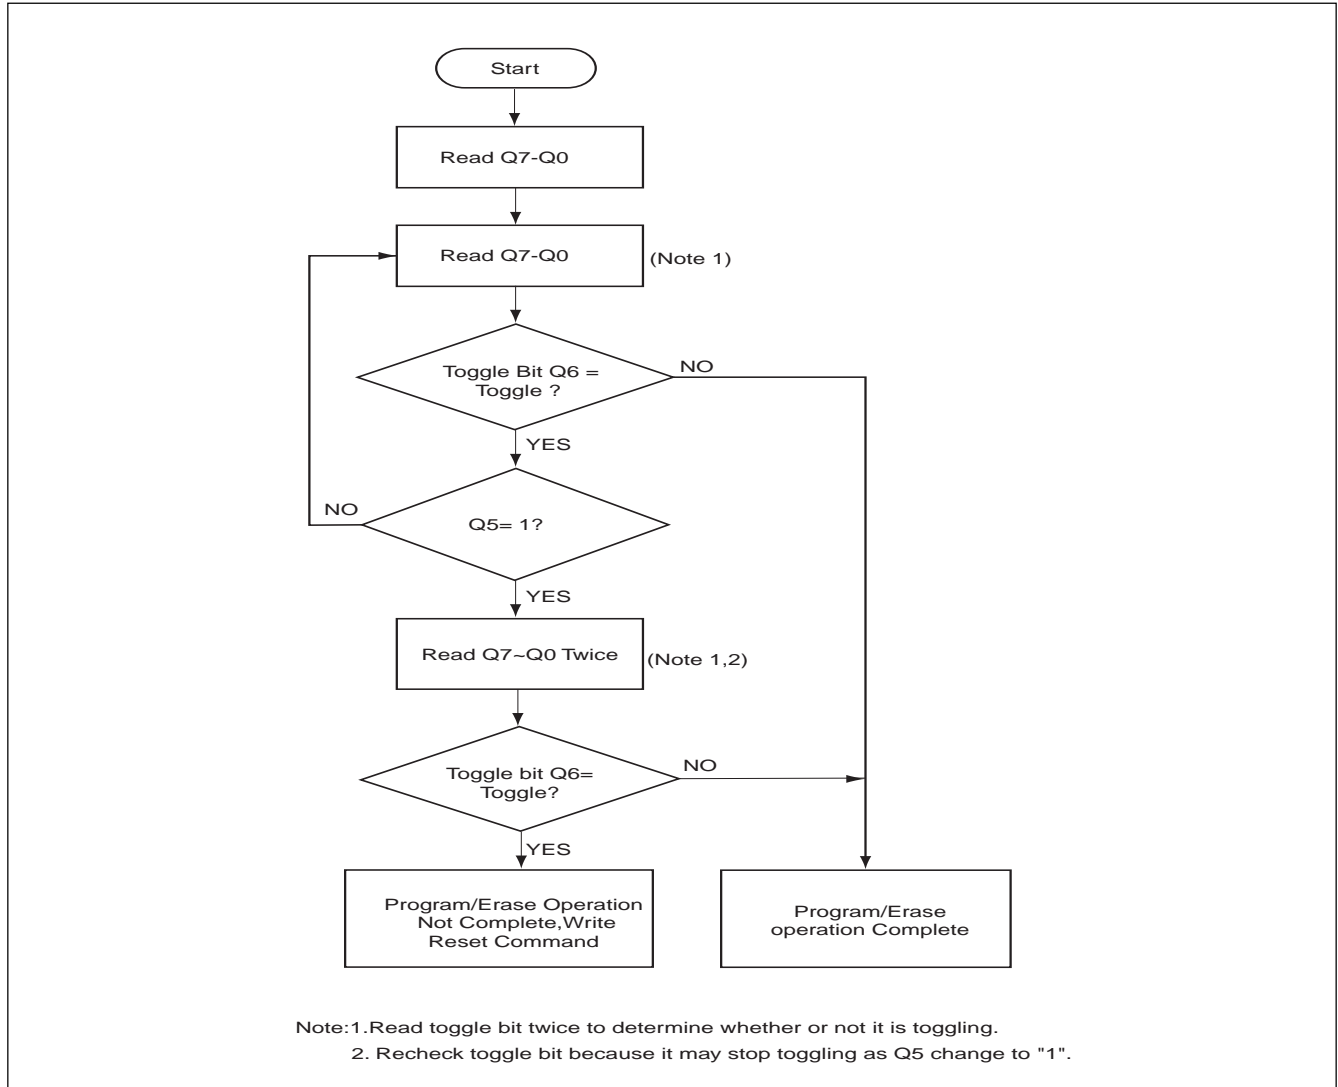 Start
Read Q7-Q0
Read Q7-Q0
(Note 1)
Toggle Bit Q6 =
Toggle ?
NO
YES
NO
Q5= 1?
YES
Read Q7~Q0 Twice
(Note 1,2)
Toggle bit Q6=
Toggle?
NO
YES
Program/Erase Operation
Not Complete,Write
Reset Command
Program/Erase
operation Complete
Note:1.Read toggle bit twice to determine whether or not it is toggling.
2. Recheck toggle bit because it may stop toggling as Q5 change to "1".